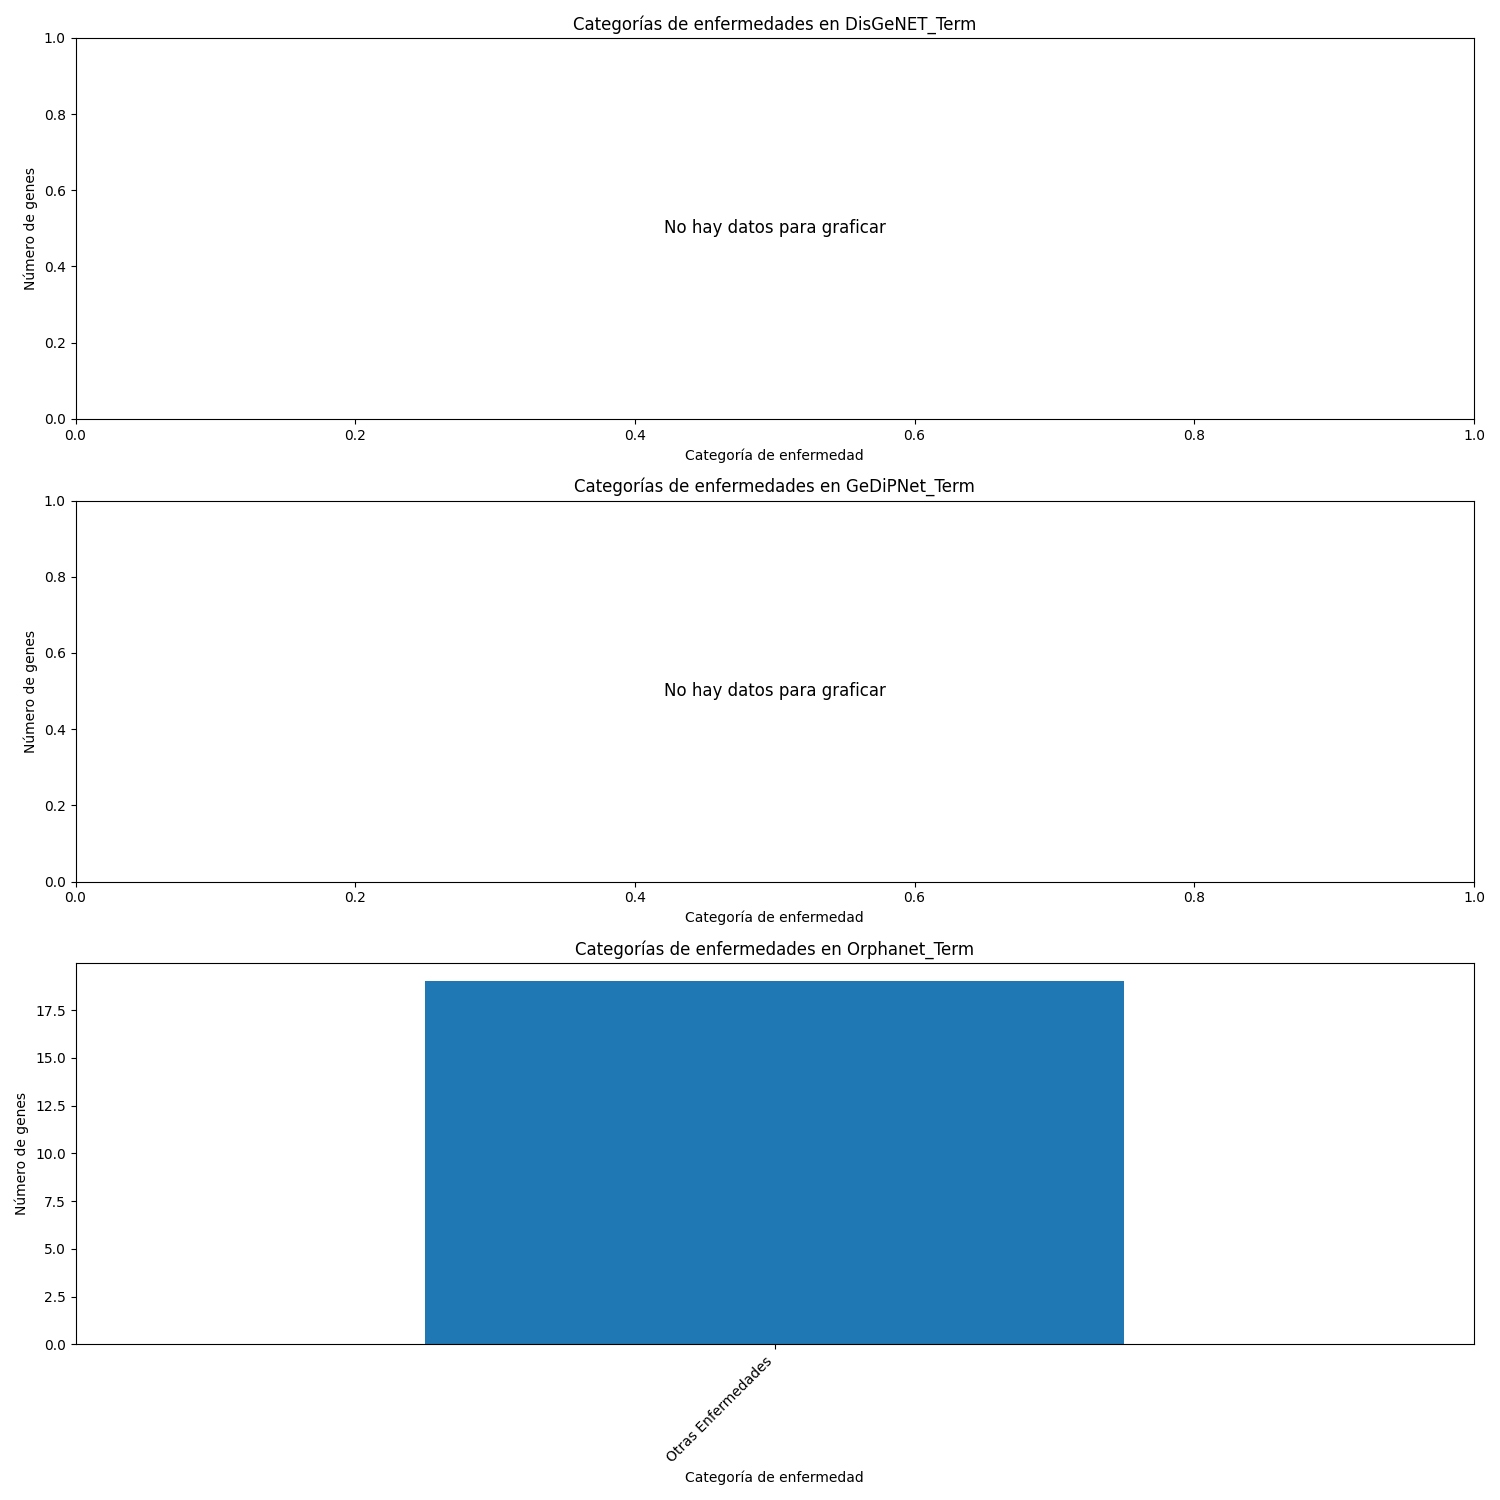 Categorías de enfermedades en DisGeNET_Term
1.0
0.8
0.6
0.4
0.2
0.0
Número de genes
No hay datos para graficar
0.0 0.2 0.4 0.6 0.8 1.0
Categoría de enfermedad
Categorías de enfermedades en GeDiPNet_Term
1.0
0.8
0.6
0.4
0.2
0.0
Número de genes
No hay datos para graficar
0.0 0.2 0.4 0.6 0.8 1.0
Categoría de enfermedad
Categorías de enfermedades en Orphanet_Term
17.5
15.0
12.5
10.0
7.5
5.0
2.5
0.0
Número de genes
Otras Enfermedades
Categoría de enfermedad